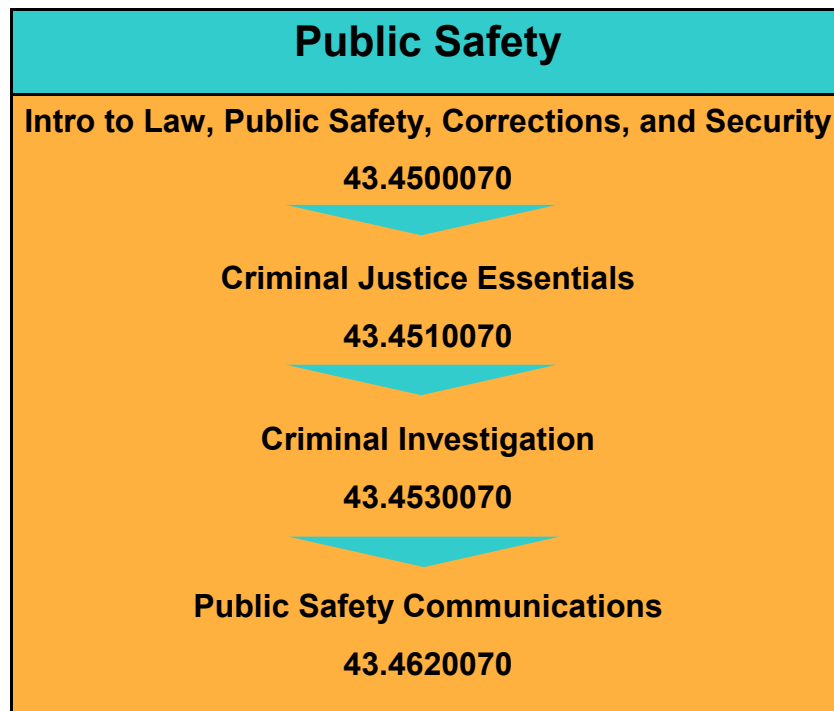 Public Safety
Intro to Law, Public Safety, Corrections, and Security
43.4500070
Criminal Justice Essentials
43.4510070
Criminal Investigation
43.4530070
Public Safety Communications
43.4620070